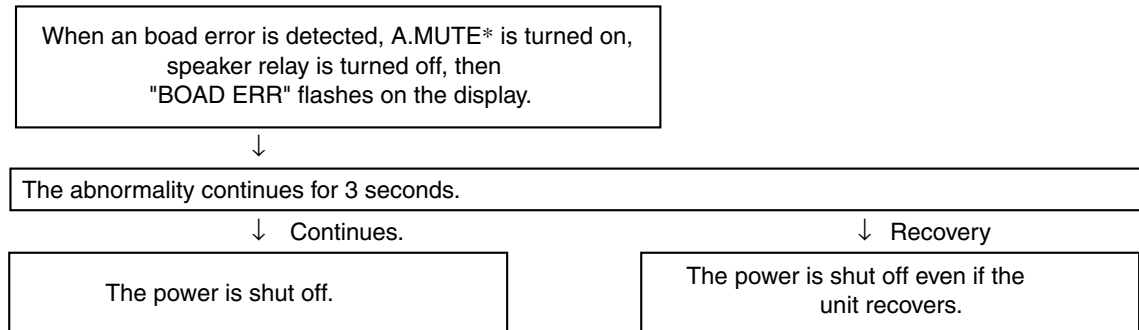 When an boad error is detected, A.MUTE* is turned on,
speaker relay is turned off, then
"BOAD ERR" flashes on the display.
↓
The abnormality continues for 3 seconds.
↓ Continues.
↓ Recovery
The power is shut off.
The power is shut off even if the
unit recovers.